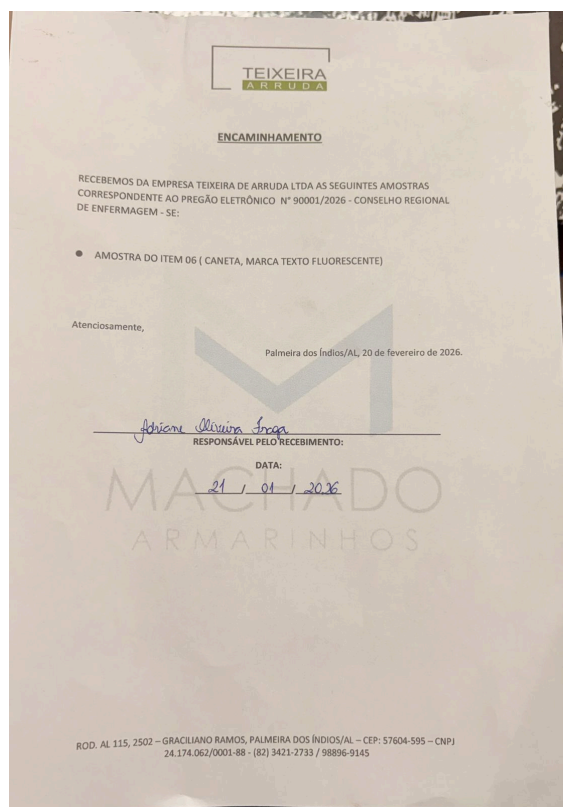 TEIXEIRA
ARRUDA
ENCAMINHAMENTO
RECEBEMOS DA EMPRESA TEIXEIRA DE ARRUDA LTDA AS SEGUINTES AMOSTRAS
CORRESPONDENTE AO PREGÃO ELETRÔNICO N° 90001/2026 - CONSELHO REGIONAL
DE ENFERMAGEM - SE:
● AMOSTRA DO ITEM 06 ( CANETA, MARCA TEXTO FLUORESCENTE)
Atenciosamente,
Palmeira dos Índios/AL, 20 de fevereiro de 2026.
Adriane Oliveira Fraga
RESPONSÁVEL PELO RECEBIMENTO:
DATA:
21 / 01 / 2026
MACHADO
ARMARINHOS
ROD. AL 115, 2502 – GRACILIANO RAMOS, PALMEIRA DOS ÍNDIOS/AL – CEP: 57604-595 – CNPJ
24.174.062/0001-88 - (82) 3421-2733 / 98896-9145